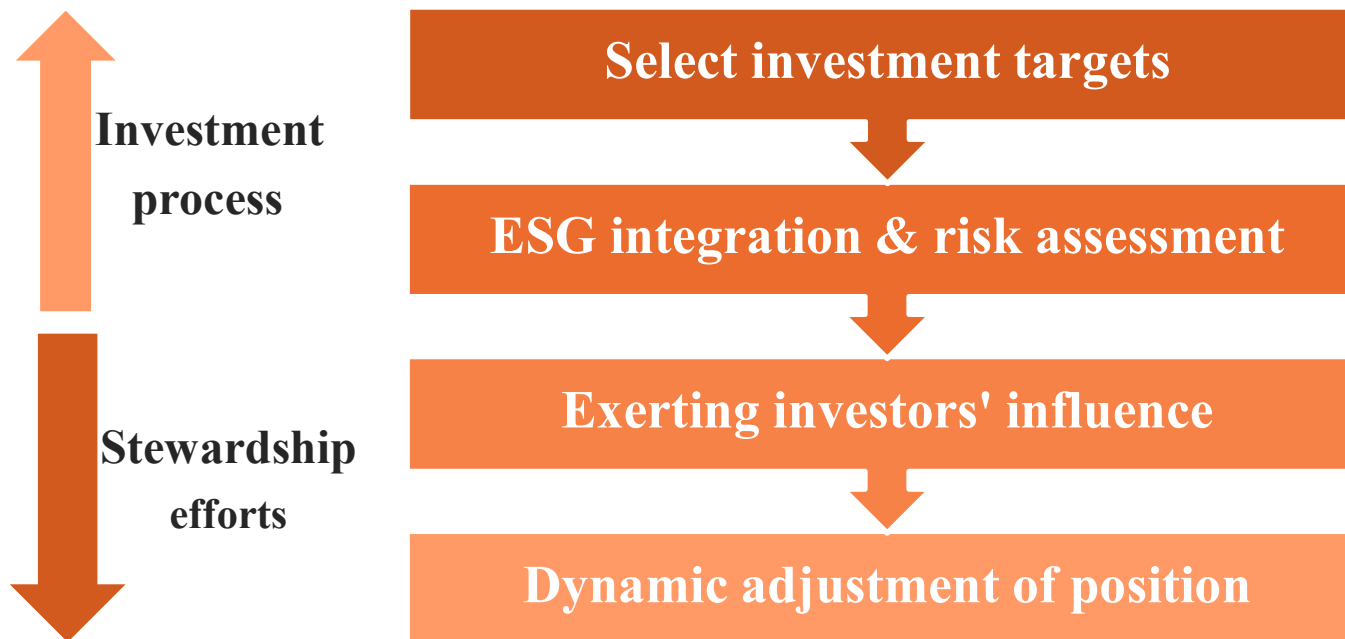 Investment
process
Stewardship
efforts
Select investment targets
ESG integration & risk assessment
Exerting investors' influence
Dynamic adjustment of position